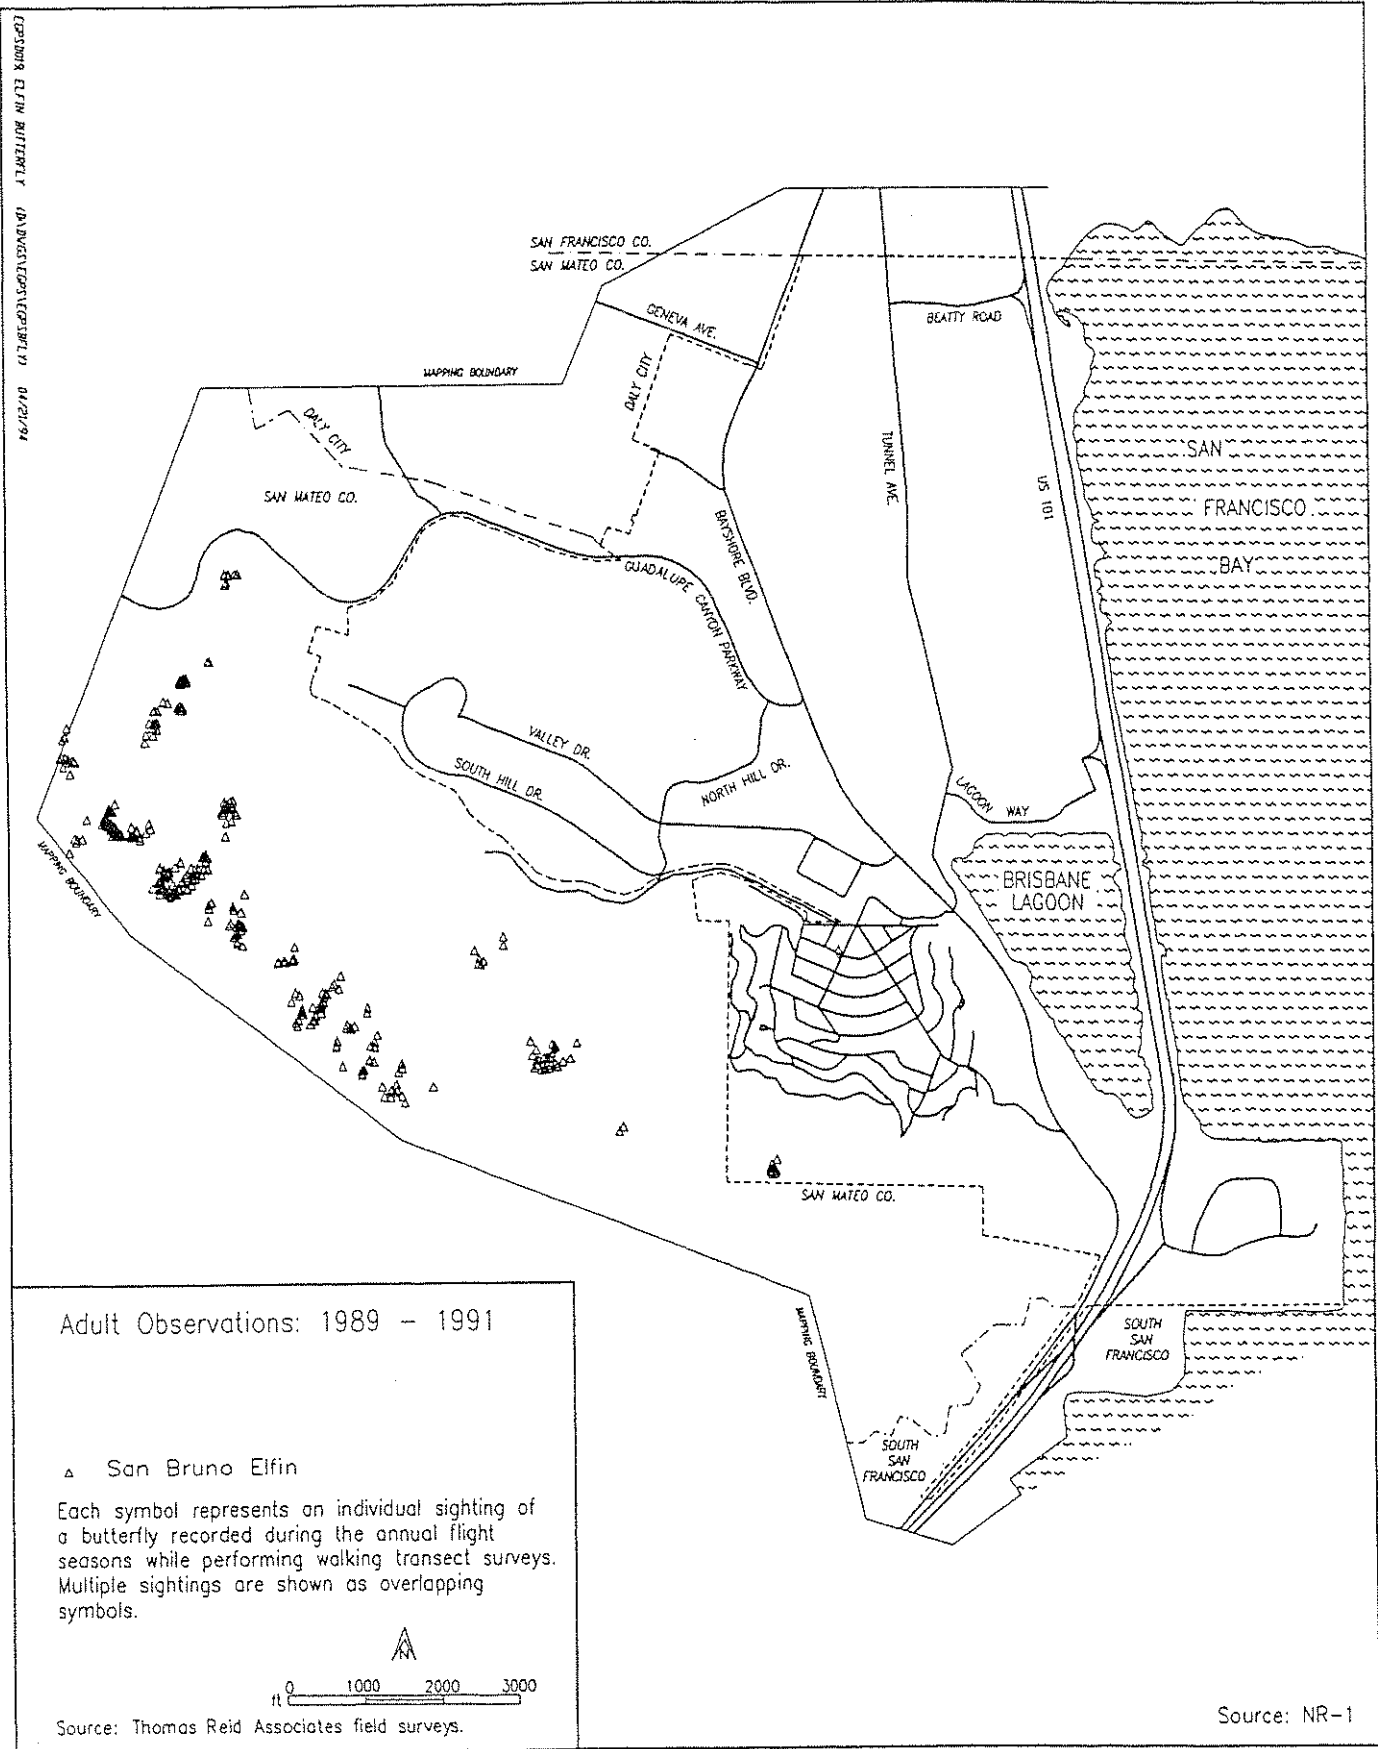 SAN FRANCISCO CO.
SAN MATEO CO.
GENEVA AVE.
BEATTY ROAD
MAPPING BOUNDARY
DALY CITY
DALY CITY
SAN MATEO CO.
TUNNEL AVE.
US 101
SAN
FRANCISCO
BAY
BAYSHORE BLVD.
GUADALUPE CANYON PARKWAY
VALLEY DR.
SOUTH HILL DR.
NORTH HILL DR.
LAGOON WAY
MAPPING BOUNDARY
BRISBANE
LAGOON
SAN MATEO CO.
MAPPING BOUNDARY
SOUTH
SAN
FRANCISCO
SOUTH
SAN
FRANCISCO
Adult Observations: 1989 - 1991
San Bruno Elfin
Each symbol represents an individual sighting of
a butterfly recorded during the annual flight
seasons while performing walking transect surveys.
Multiple sightings are shown as overlapping
symbols.
N
0 1000 2000 3000
ft
Source: Thomas Reid Associates field surveys.
Source: NR-1
ELFIN BUTTERFLY
04/21/94